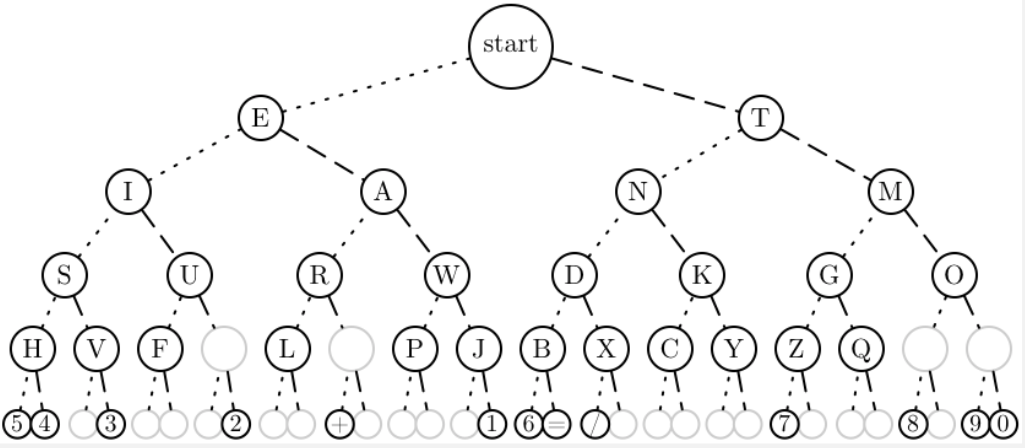 start
E T
I A N M
S U R W D K G O
H V F L P J B X C Y Z Q
5 4 3 2 + 1 6 = / 7 8 9 0